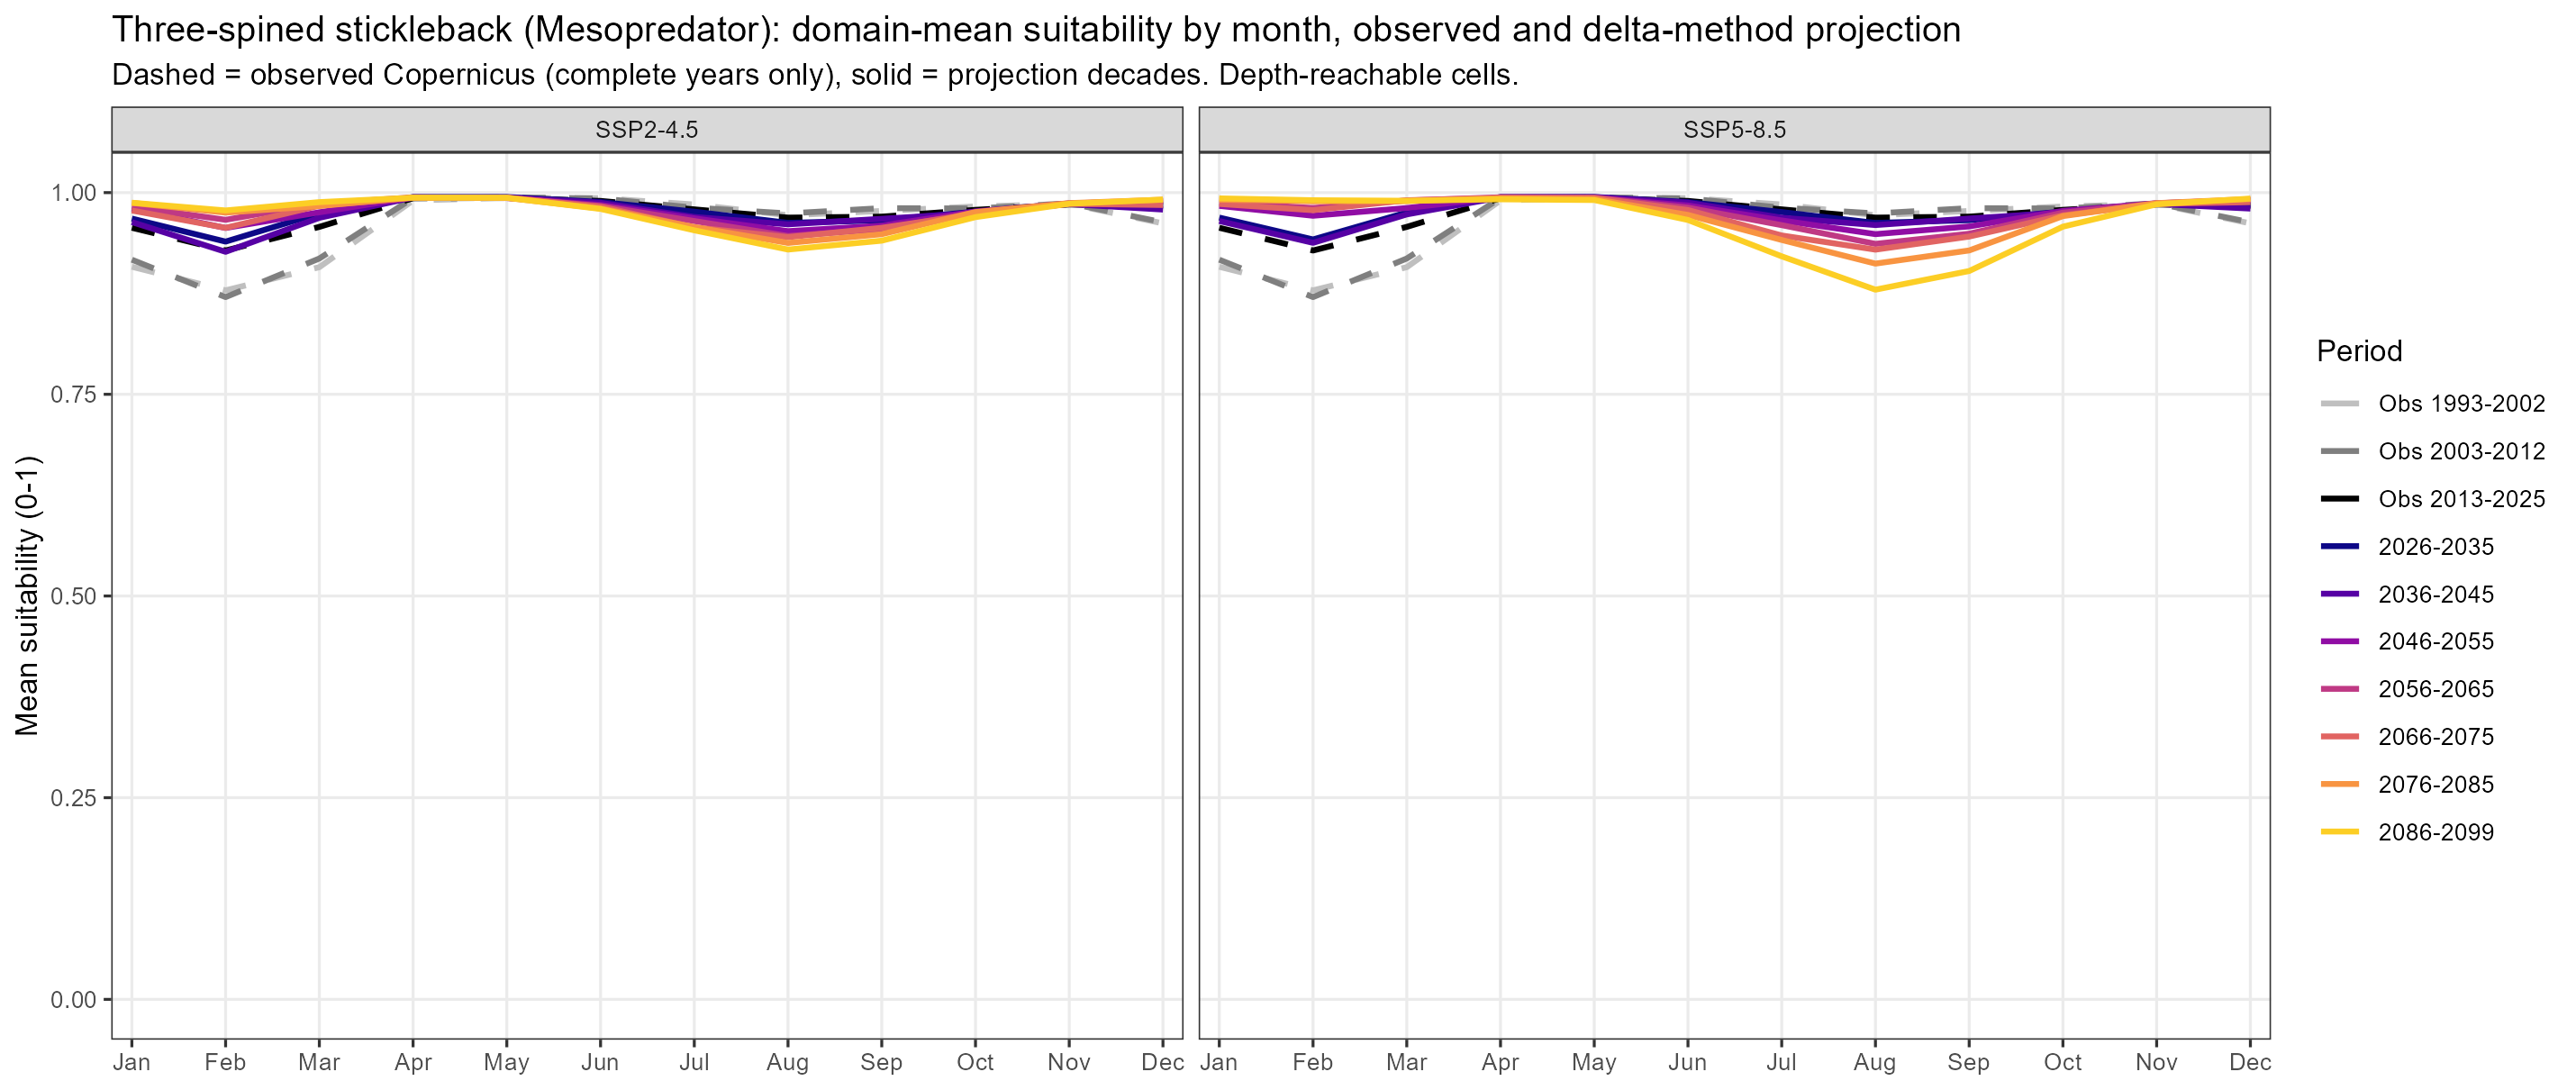 Three-spined stickleback (Mesopredator): domain-mean suitability by month, observed and delta-method projection
Dashed = observed Copernicus (complete years only), solid = projection decades. Depth-reachable cells.
SSP2-4.5
SSP5-8.5
Mean suitability (0-1)
1.00
0.75
0.50
0.25
0.00
Jan Feb Mar Apr May Jun Jul Aug Sep Oct Nov Dec
Jan Feb Mar Apr May Jun Jul Aug Sep Oct Nov Dec
Period
Obs 1993-2002
Obs 2003-2012
Obs 2013-2025
2026-2035
2036-2045
2046-2055
2056-2065
2066-2075
2076-2085
2086-2099